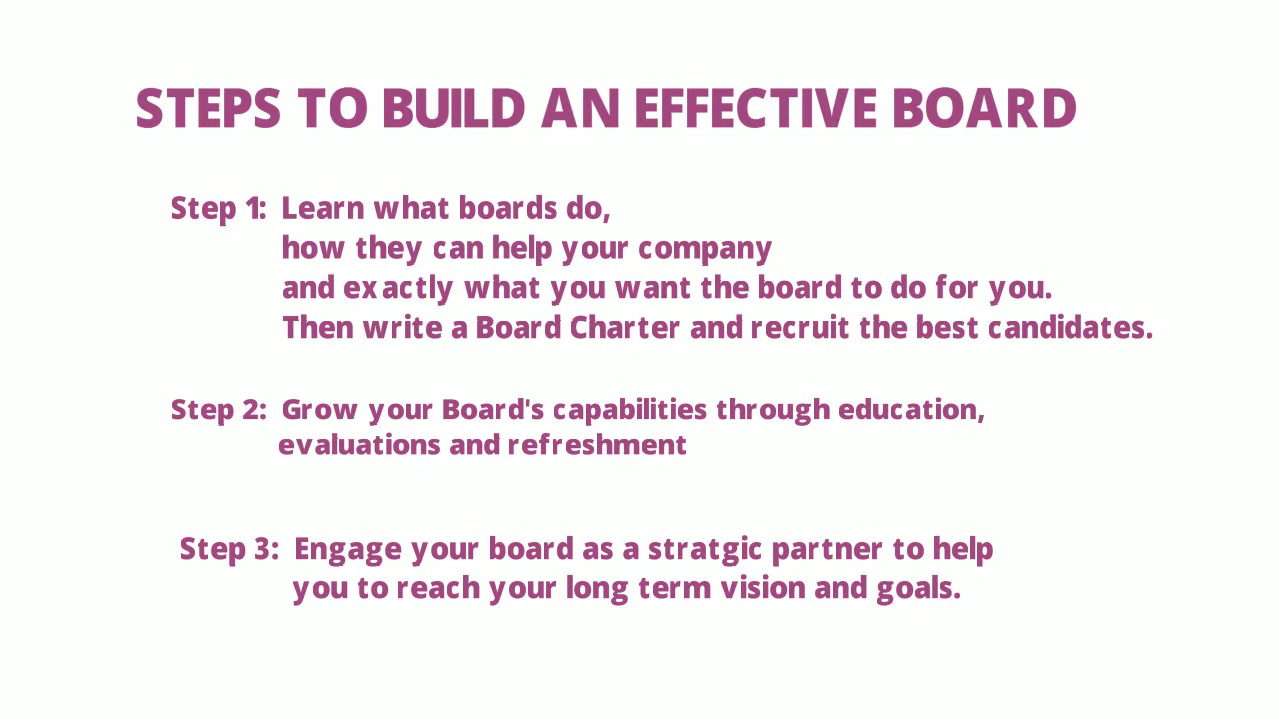 STEPS TO BUILD AN EFFECTIVE BOARD
Step 1: Learn what boards do,
how they can help your company
and exactly what you want the board to do for you.
Then write a Board Charter and recruit the best candidates.
Step 2: Grow your Board's capabilities through education,
evaluations and refreshment
Step 3: Engage your board as a stratgic partner to help
you to reach your long term vision and goals.